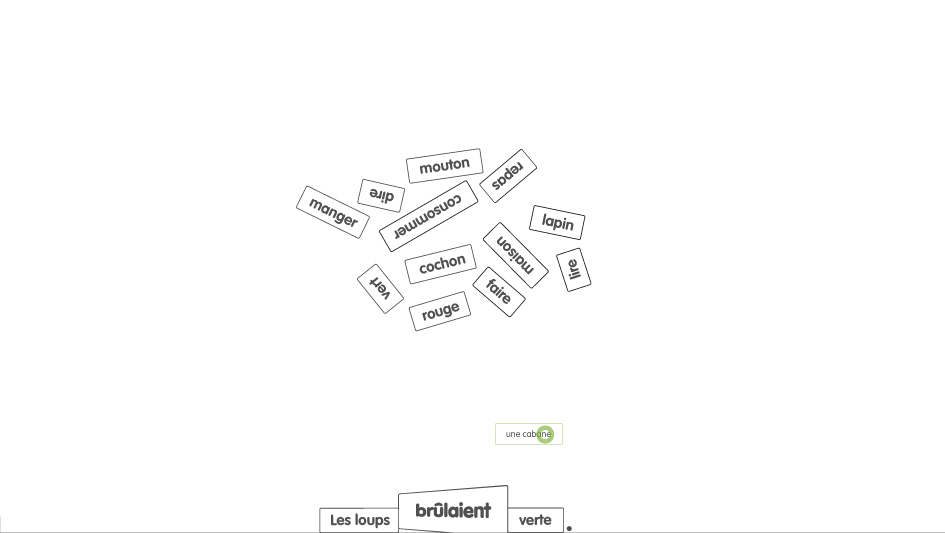 mouton
repas
dire
manger
consommer
lapin
maison
cochon
lire
vert
faire
rouge
une cabane
Les loups brûlaient verte.